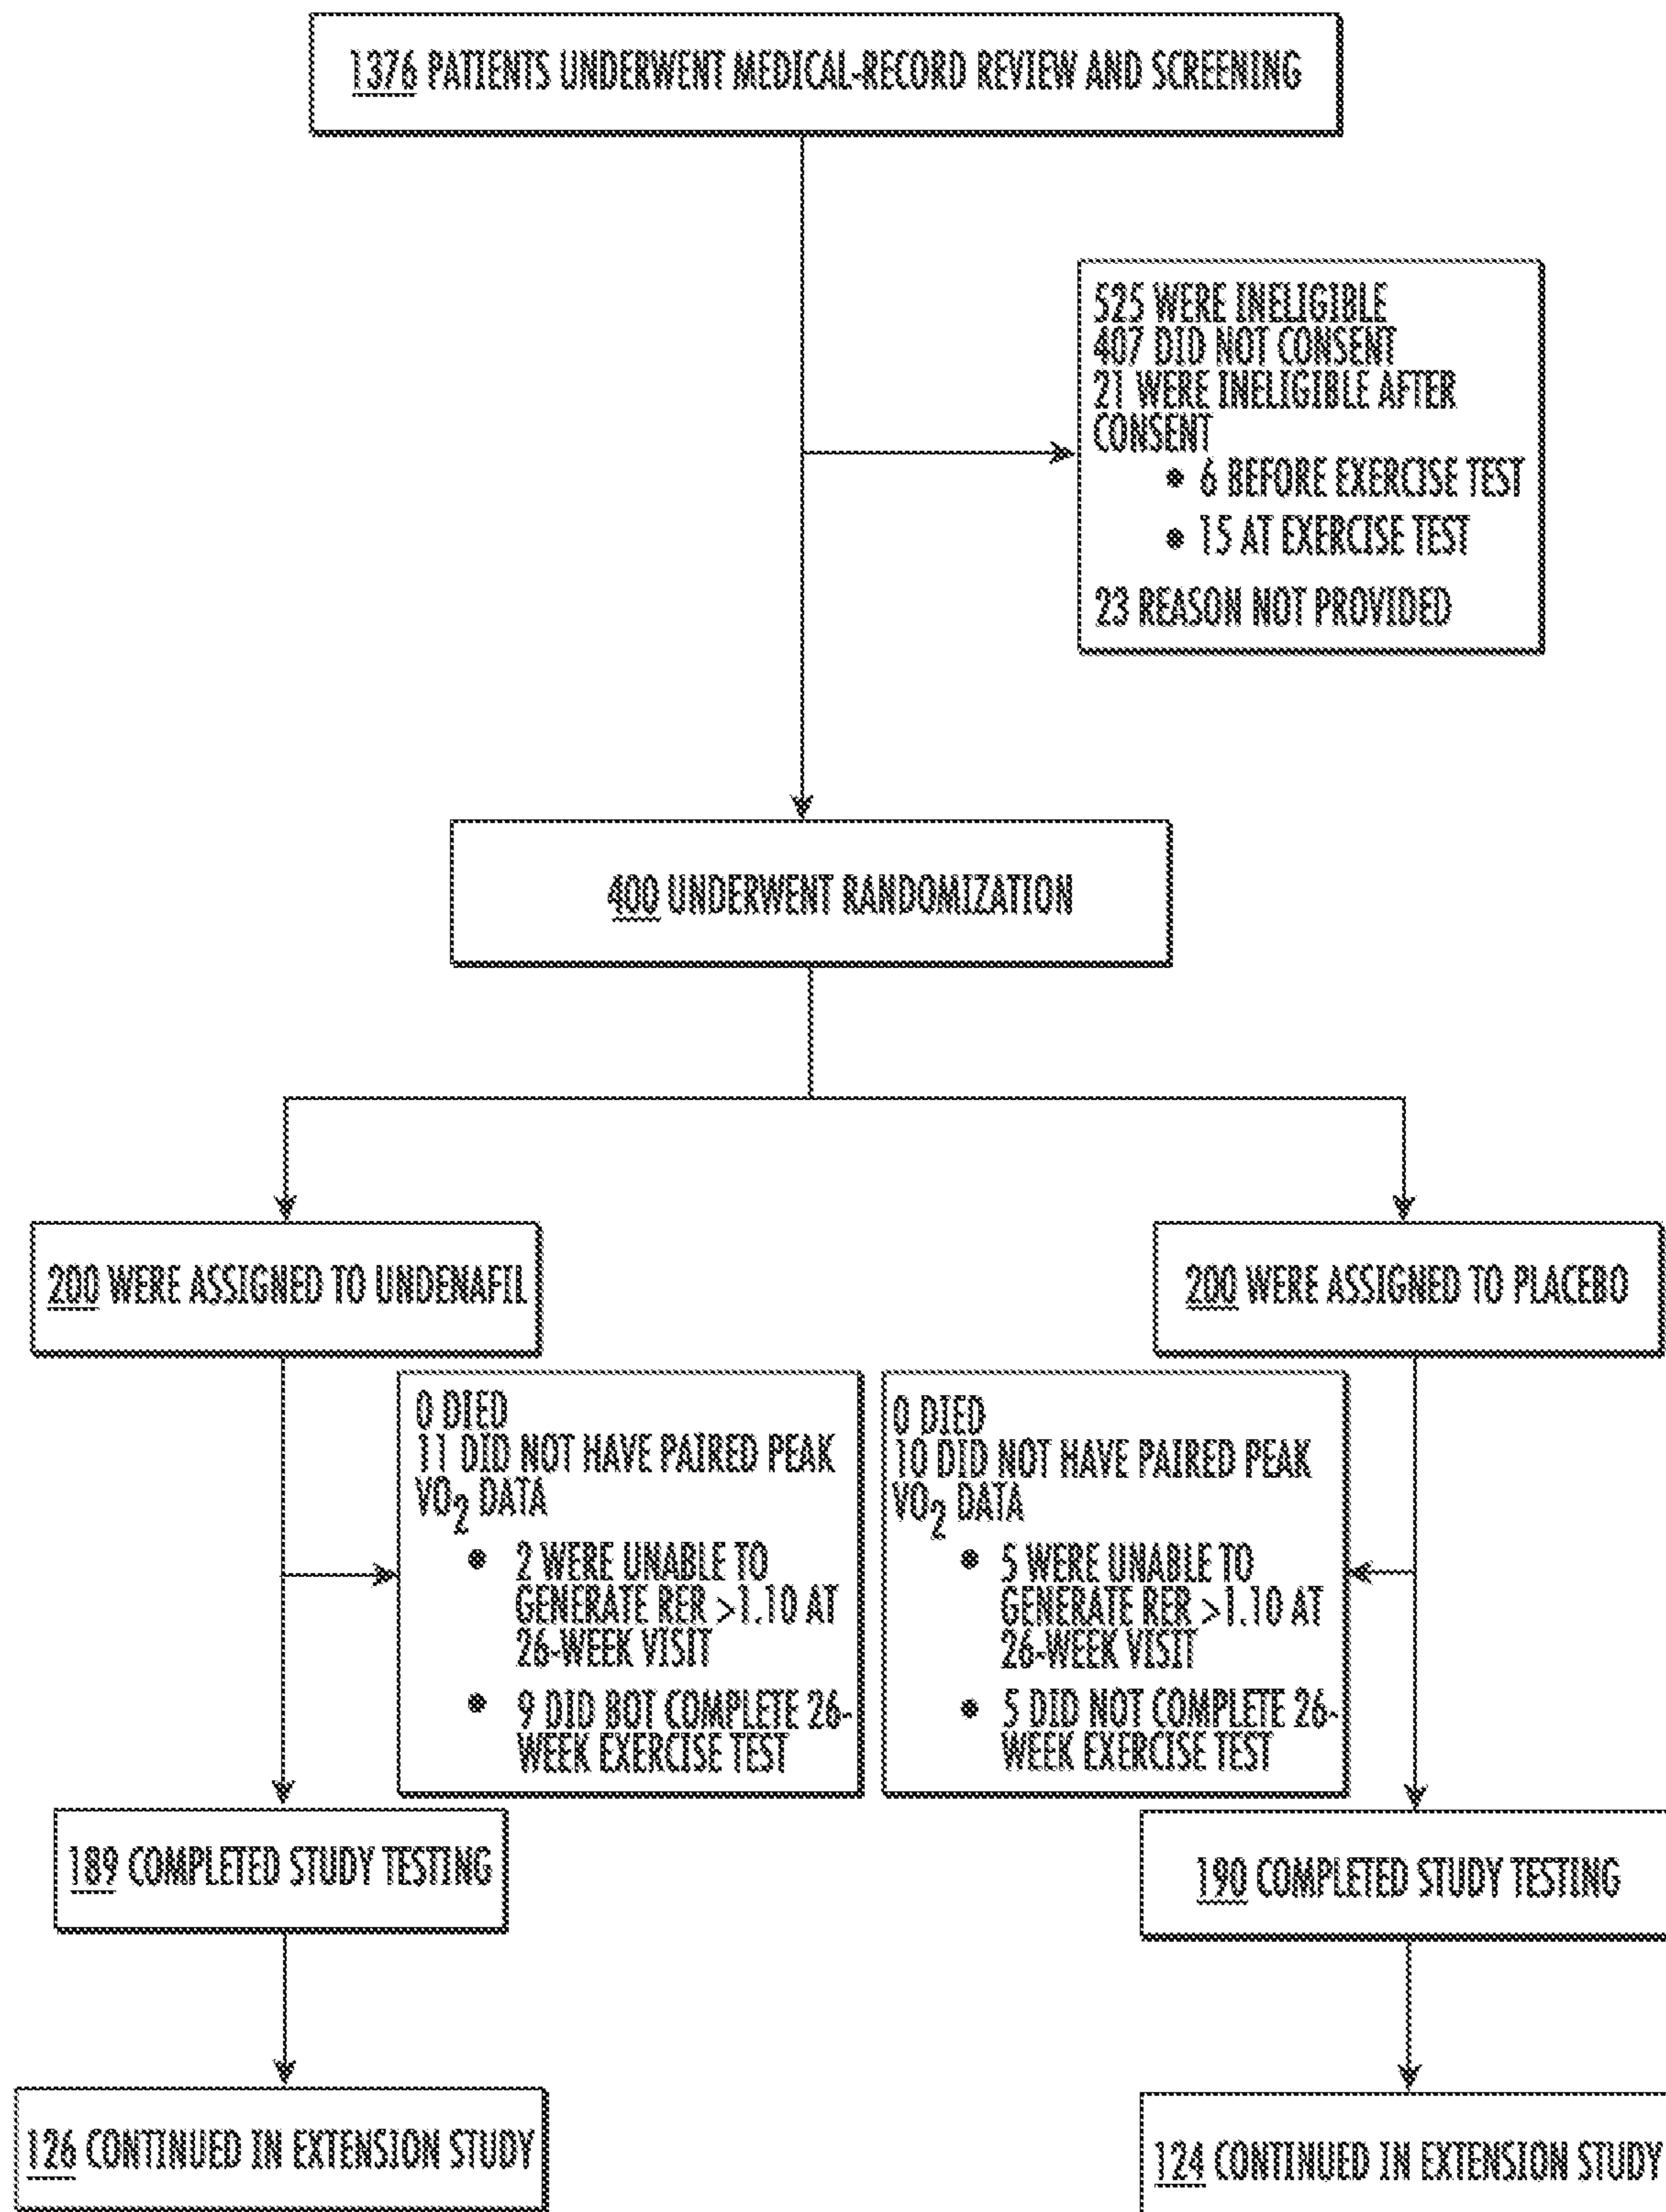 1376 PATIENTS UNDERWENT MEDICAL-RECORD REVIEW AND SCREENING
525 WERE INELIGIBLE
407 DID NOT CONSENT
21 WERE INELIGIBLE AFTER
CONSENT
• 6 BEFORE EXERCISE TEST
• 15 AT EXERCISE TEST
23 REASON NOT PROVIDED
400 UNDERWENT RANDOMIZATION
200 WERE ASSIGNED TO UNDENAFIL
200 WERE ASSIGNED TO PLACEBO
0 DIED
11 DID NOT HAVE PAIRED PEAK
VO2 DATA
• 2 WERE UNABLE TO
GENERATE RER >1.10 AT
26-WEEK VISIT
• 9 DID BOT COMPLETE 26-
WEEK EXERCISE TEST
0 DIED
10 DID NOT HAVE PAIRED PEAK
VO2 DATA
• 5 WERE UNABLE TO
GENERATE RER >1.10 AT
26-WEEK VISIT
• 5 DID NOT COMPLETE 26-
WEEK EXERCISE TEST
189 COMPLETED STUDY TESTING
190 COMPLETED STUDY TESTING
126 CONTINUED IN EXTENSION STUDY
124 CONTINUED IN EXTENSION STUDY